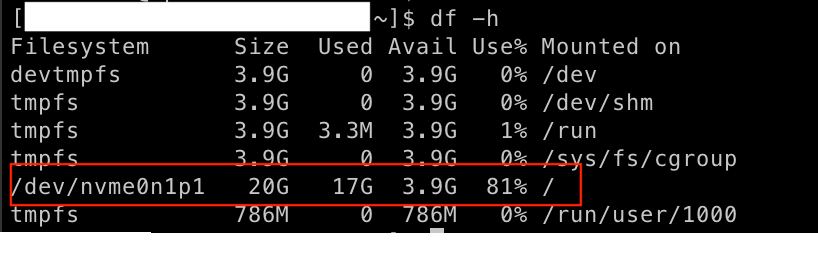 [ ~]$ df -h
Filesystem Size Used Avail Use% Mounted on
devtmpfs 3.9G 0 3.9G 0% /dev
tmpfs 3.9G 0 3.9G 0% /dev/shm
tmpfs 3.9G 3.3M 3.9G 1% /run
tmpfs 3.9G 0 3.9G 0% /sys/fs/cgroup
/dev/nvme0n1p1 20G 17G 3.9G 81% /
tmpfs 786M 0 786M 0% /run/user/1000